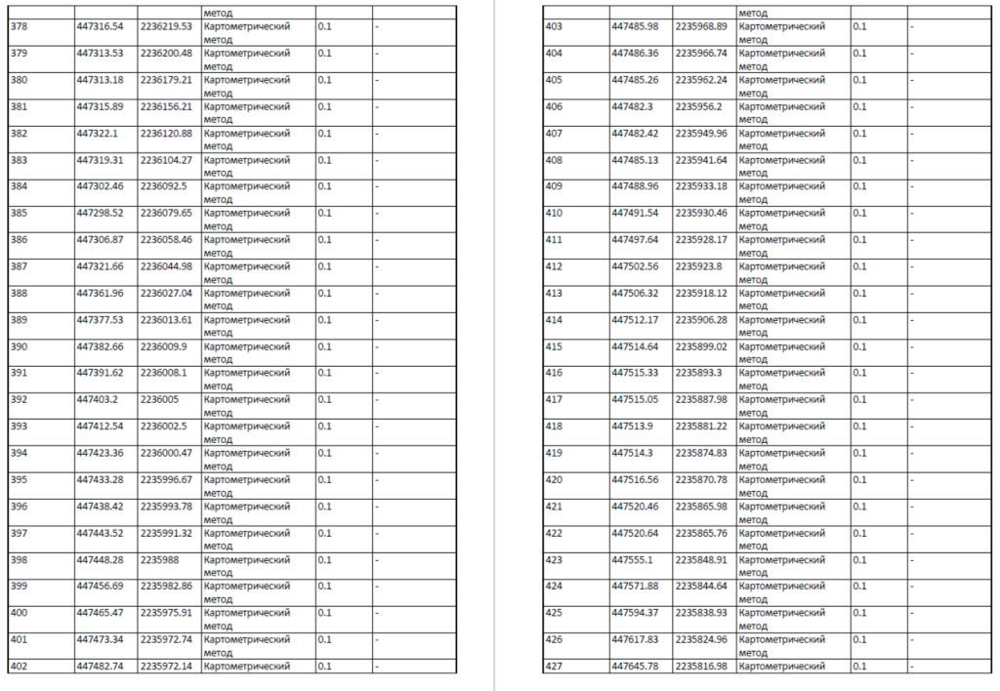 метод
378 447316.54 2236219.53 Картометрический 0.1 -
метод
379 447313.53 2236200.48 Картометрический 0.1 -
метод
380 447313.18 2236179.21 Картометрический 0.1 -
метод
381 447315.89 2236156.21 Картометрический 0.1 -
метод
382 447322.1 2236120.88 Картометрический 0.1 -
метод
383 447319.31 2236104.27 Картометрический 0.1 -
метод
384 447302.46 2236092.5 Картометрический 0.1 -
метод
385 447298.52 2236079.65 Картометрический 0.1 -
метод
386 447306.87 2236058.46 Картометрический 0.1 -
метод
387 447321.66 2236044.98 Картометрический 0.1 -
метод
388 447361.96 2236027.04 Картометрический 0.1 -
метод
389 447377.53 2236013.61 Картометрический 0.1 -
метод
390 447382.66 2236009.9 Картометрический 0.1 -
метод
391 447391.62 2236008.1 Картометрический 0.1 -
метод
392 447403.2 2236005 Картометрический 0.1 -
метод
393 447412.54 2236002.5 Картометрический 0.1 -
метод
394 447423.36 2236000.47 Картометрический 0.1 -
метод
395 447433.28 2235996.67 Картометрический 0.1 -
метод
396 447438.42 2235993.78 Картометрический 0.1 -
метод
397 447443.52 2235991.32 Картометрический 0.1 -
метод
398 447448.28 2235988 Картометрический 0.1 -
метод
399 447456.69 2235982.86 Картометрический 0.1 -
метод
400 447465.47 2235975.91 Картометрический 0.1 -
метод
401 447473.34 2235972.74 Картометрический 0.1 -
метод
402 447482.74 2235972.14 Картометрический 0.1 -
метод
403 447485.98 2235968.89 Картометрический 0.1 -
метод
404 447486.36 2235966.74 Картометрический 0.1 -
метод
405 447485.26 2235962.24 Картометрический 0.1 -
метод
406 447482.3 2235956.2 Картометрический 0.1 -
метод
407 447482.42 2235949.96 Картометрический 0.1 -
метод
408 447485.13 2235941.64 Картометрический 0.1 -
метод
409 447488.96 2235933.18 Картометрический 0.1 -
метод
410 447491.54 2235930.46 Картометрический 0.1 -
метод
411 447497.64 2235928.17 Картометрический 0.1 -
метод
412 447502.56 2235923.8 Картометрический 0.1 -
метод
413 447506.32 2235918.12 Картометрический 0.1 -
метод
414 447512.17 2235906.28 Картометрический 0.1 -
метод
415 447514.64 2235899.02 Картометрический 0.1 -
метод
416 447515.33 2235893.3 Картометрический 0.1 -
метод
417 447515.05 2235887.98 Картометрический 0.1 -
метод
418 447513.9 2235881.22 Картометрический 0.1 -
метод
419 447514.3 2235874.83 Картометрический 0.1 -
метод
420 447516.56 2235870.78 Картометрический 0.1 -
метод
421 447520.46 2235865.98 Картометрический 0.1 -
метод
422 447520.64 2235865.76 Картометрический 0.1 -
метод
423 447555.1 2235848.91 Картометрический 0.1 -
метод
424 447571.88 2235844.64 Картометрический 0.1 -
метод
425 447594.37 2235838.93 Картометрический 0.1 -
метод
426 447617.83 2235824.96 Картометрический 0.1 -
метод
427 447645.78 2235816.98 Картометрический 0.1 -